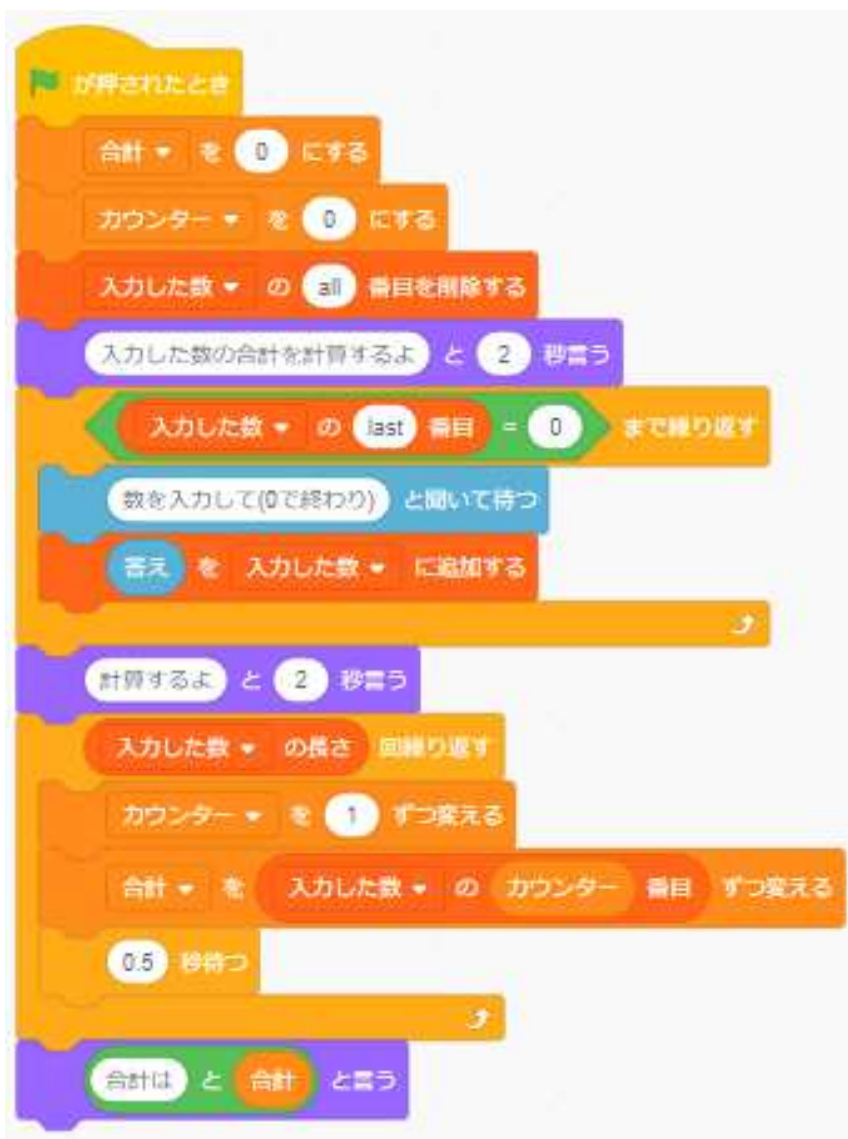 が押されたとき
合計 を 0 にする
カウンター を 0 にする
入力した数 の all 番目を削除する
入力した数の合計を計算するよ と 2 秒言う
入力した数 の last 番目 = 0 まで繰り返す
数を入力して(0で終わり) と聞いて待つ
答え を 入力した数 に追加する
計算するよ と 2 秒言う
入力した数 の長さ 回繰り返す
カウンター を 1 ずつ変える
合計 を 入力した数 の カウンター 番目 ずつ変える
0.5 秒待つ
合計は と 合計 と言う